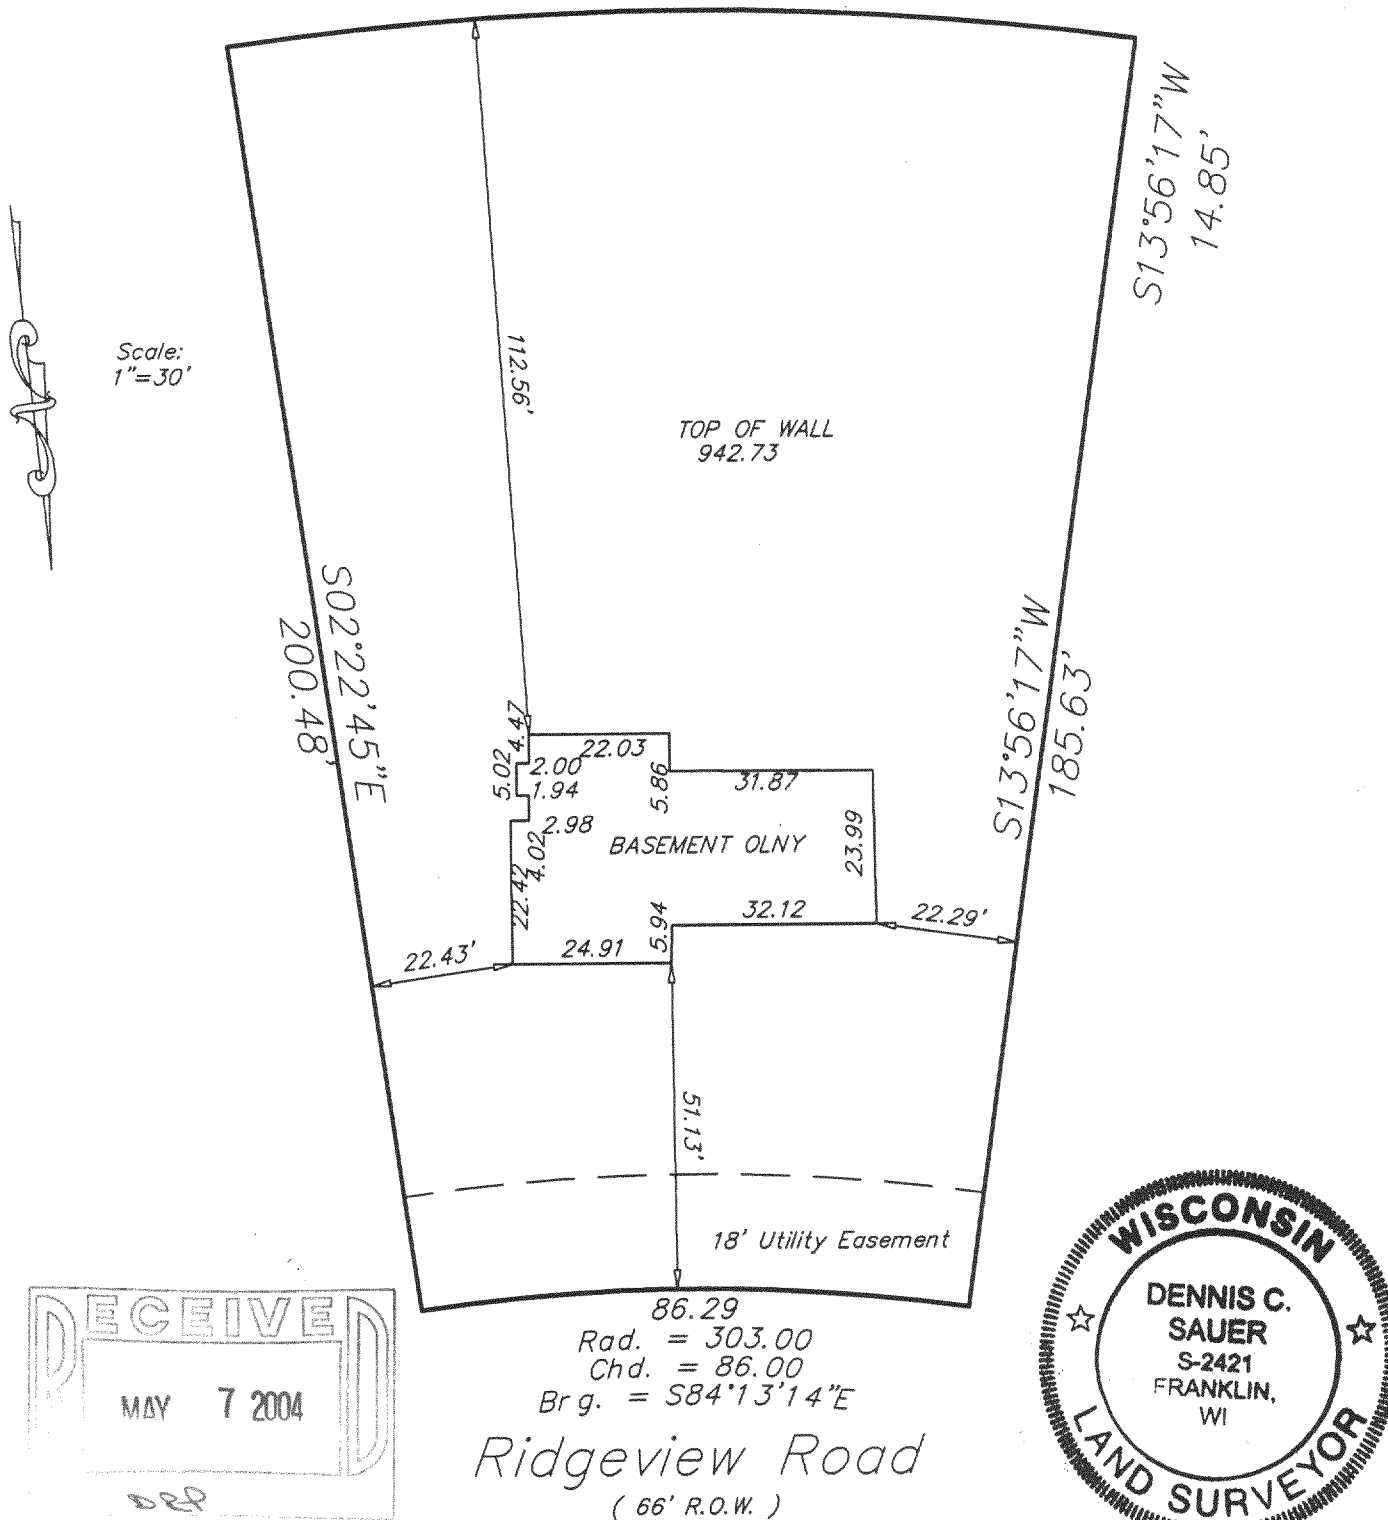 S13°56'17"W
14.85'
Scale:
1"=30'
112.56'
TOP OF WALL
942.73
S02°22'45"E
200.48'
S13°56'17"W
185.63'
4.47
22.03
5.02
2.00
1.94
5.86
31.87
2.98
4.02
BASEMENT OLNY
23.99
22.42
32.12
5.94
22.29'
22.43'
24.91
51.13'
18' Utility Easement
86.29
Rad. = 303.00
Chd. = 86.00
Brg. = S84°13'14"E
Ridgeview Road
( 66' R.O.W. )
RECEIVED
MAY 7 2004
WISCONSIN
DENNIS C.
SAUER
S-2421
FRANKLIN,
WI
LAND SURVEYOR